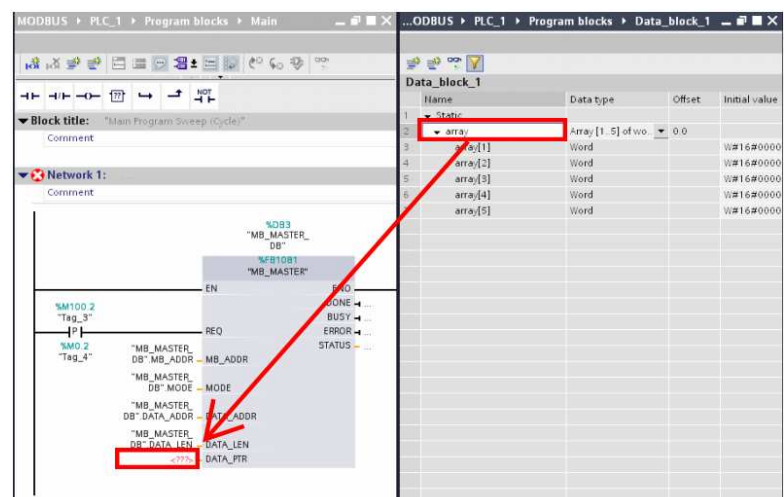 MODBUS ▸ PLC_1 ▸ Program blocks ▸ Main
Block title: "Main Program Sweep (Cycle)"
Comment
Network 1:
Comment
%DB3
"MB_MASTER_
DB"
%FB1081
"MB_MASTER"
EN ENO
DONE ...
BUSY ...
ERROR ...
STATUS ...
%M100.2
"Tag_3"
P
REQ
%M0.2
"Tag_4"
"MB_MASTER_
DB".MB_ADDR MB_ADDR
"MB_MASTER_
DB".MODE MODE
"MB_MASTER_
DB".DATA_ADDR DATA_ADDR
"MB_MASTER_
DB".DATA_LEN DATA_LEN
<???> DATA_PTR
...ODBUS ▸ PLC_1 ▸ Program blocks ▸ Data_block_1
Data_block_1
Name Data type Offset Initial value
1 Static
2 array Array [1..5] of wo... 0.0
3 array[1] Word W#16#0000
4 array[2] Word W#16#0000
5 array[3] Word W#16#0000
6 array[4] Word W#16#0000
array[5] Word W#16#0000